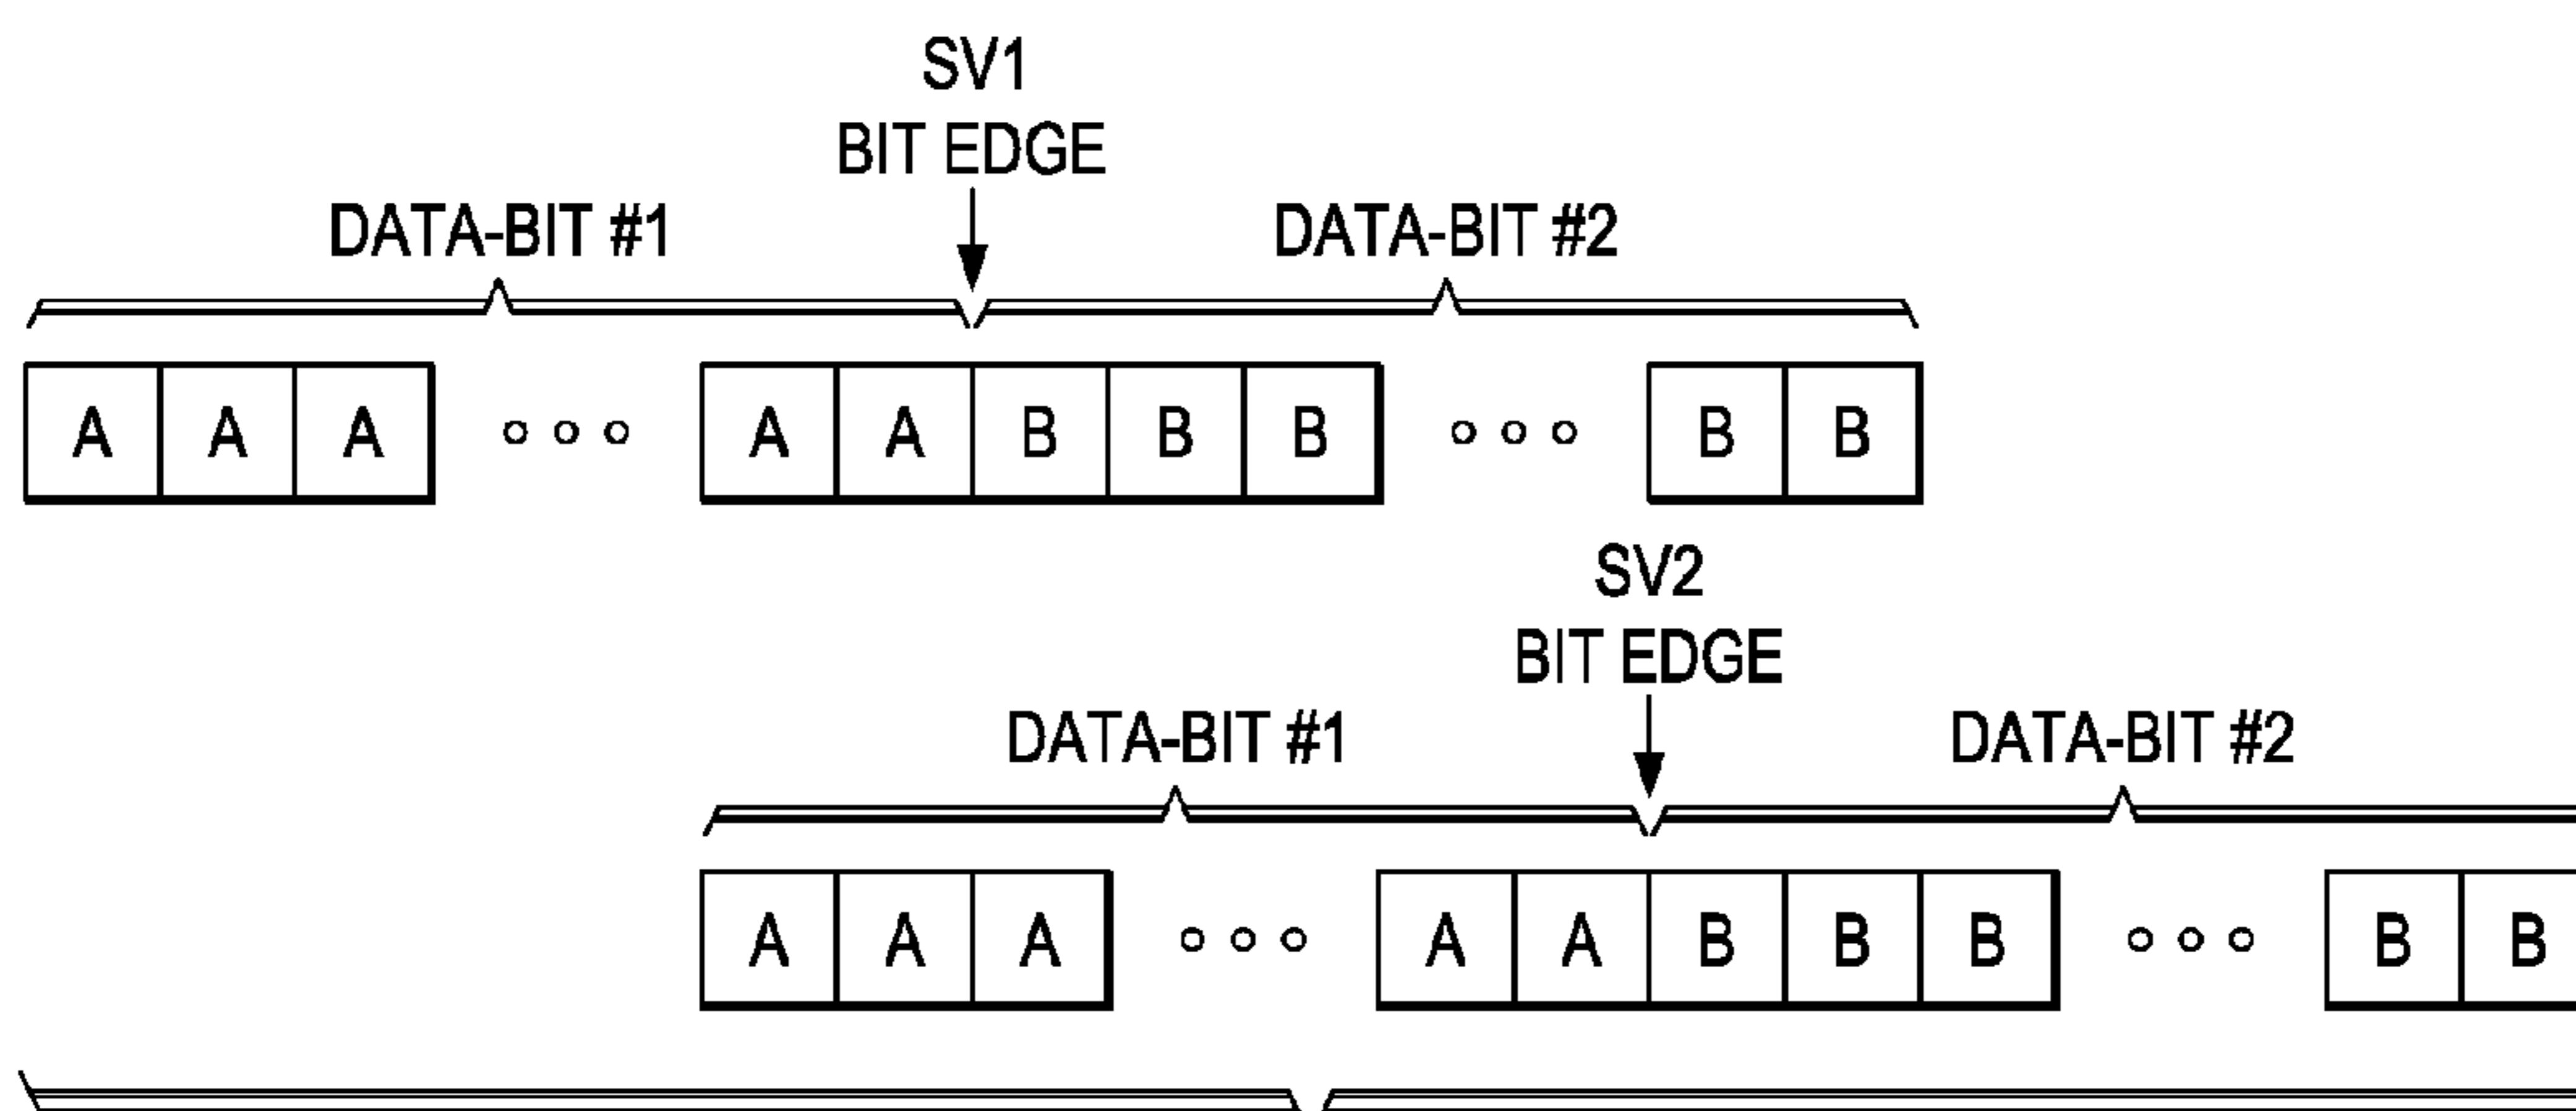 SV1
BIT EDGE
DATA-BIT #1 DATA-BIT #2
A A A A A B B B B B
SV2
BIT EDGE
DATA-BIT #1 DATA-BIT #2
A A A A A B B B B B